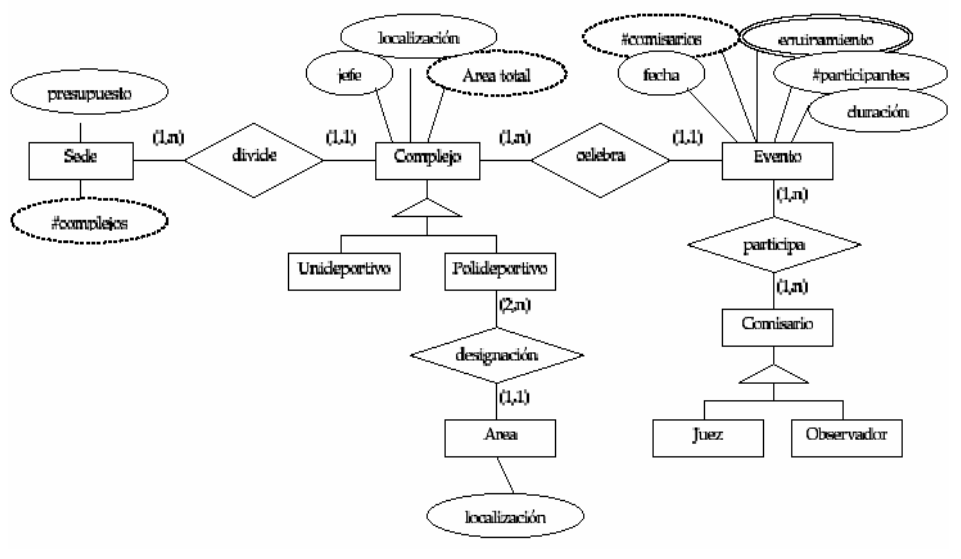 localización
#comisarios
equipamiento
jefe
Area total
fecha
#participantes
presupuesto
duración
(1,n)
(1,1)
(1,n)
(1,1)
Sede
divide
Complejo
celebra
Evento
(1,n)
#complejos
participa
Unideportivo
Polideportivo
(1,n)
(2,n)
Comisario
designación
(1,1)
Area
Juez
Observador
localización